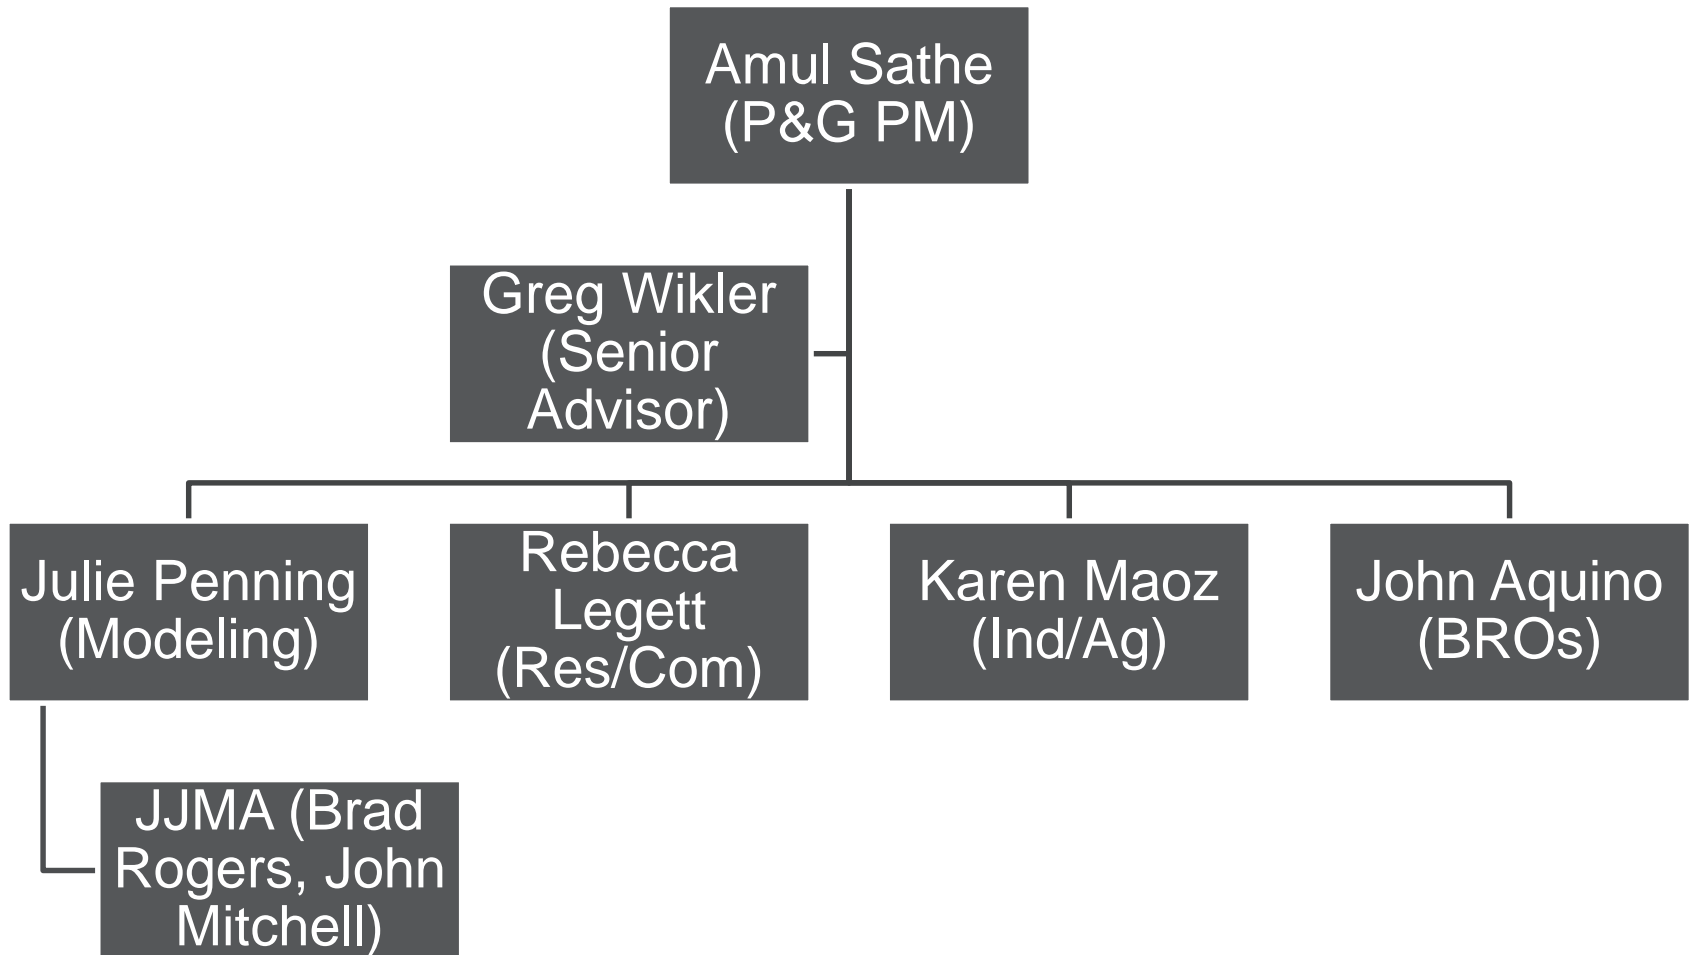 Amul Sathe
(P&G PM)
Greg Wikler
(Senior
Advisor)
Julie Penning
(Modeling)
Rebecca
Legett
(Res/Com)
Karen Maoz
(Ind/Ag)
John Aquino
(BROs)
JJMA (Brad
Rogers, John
Mitchell)